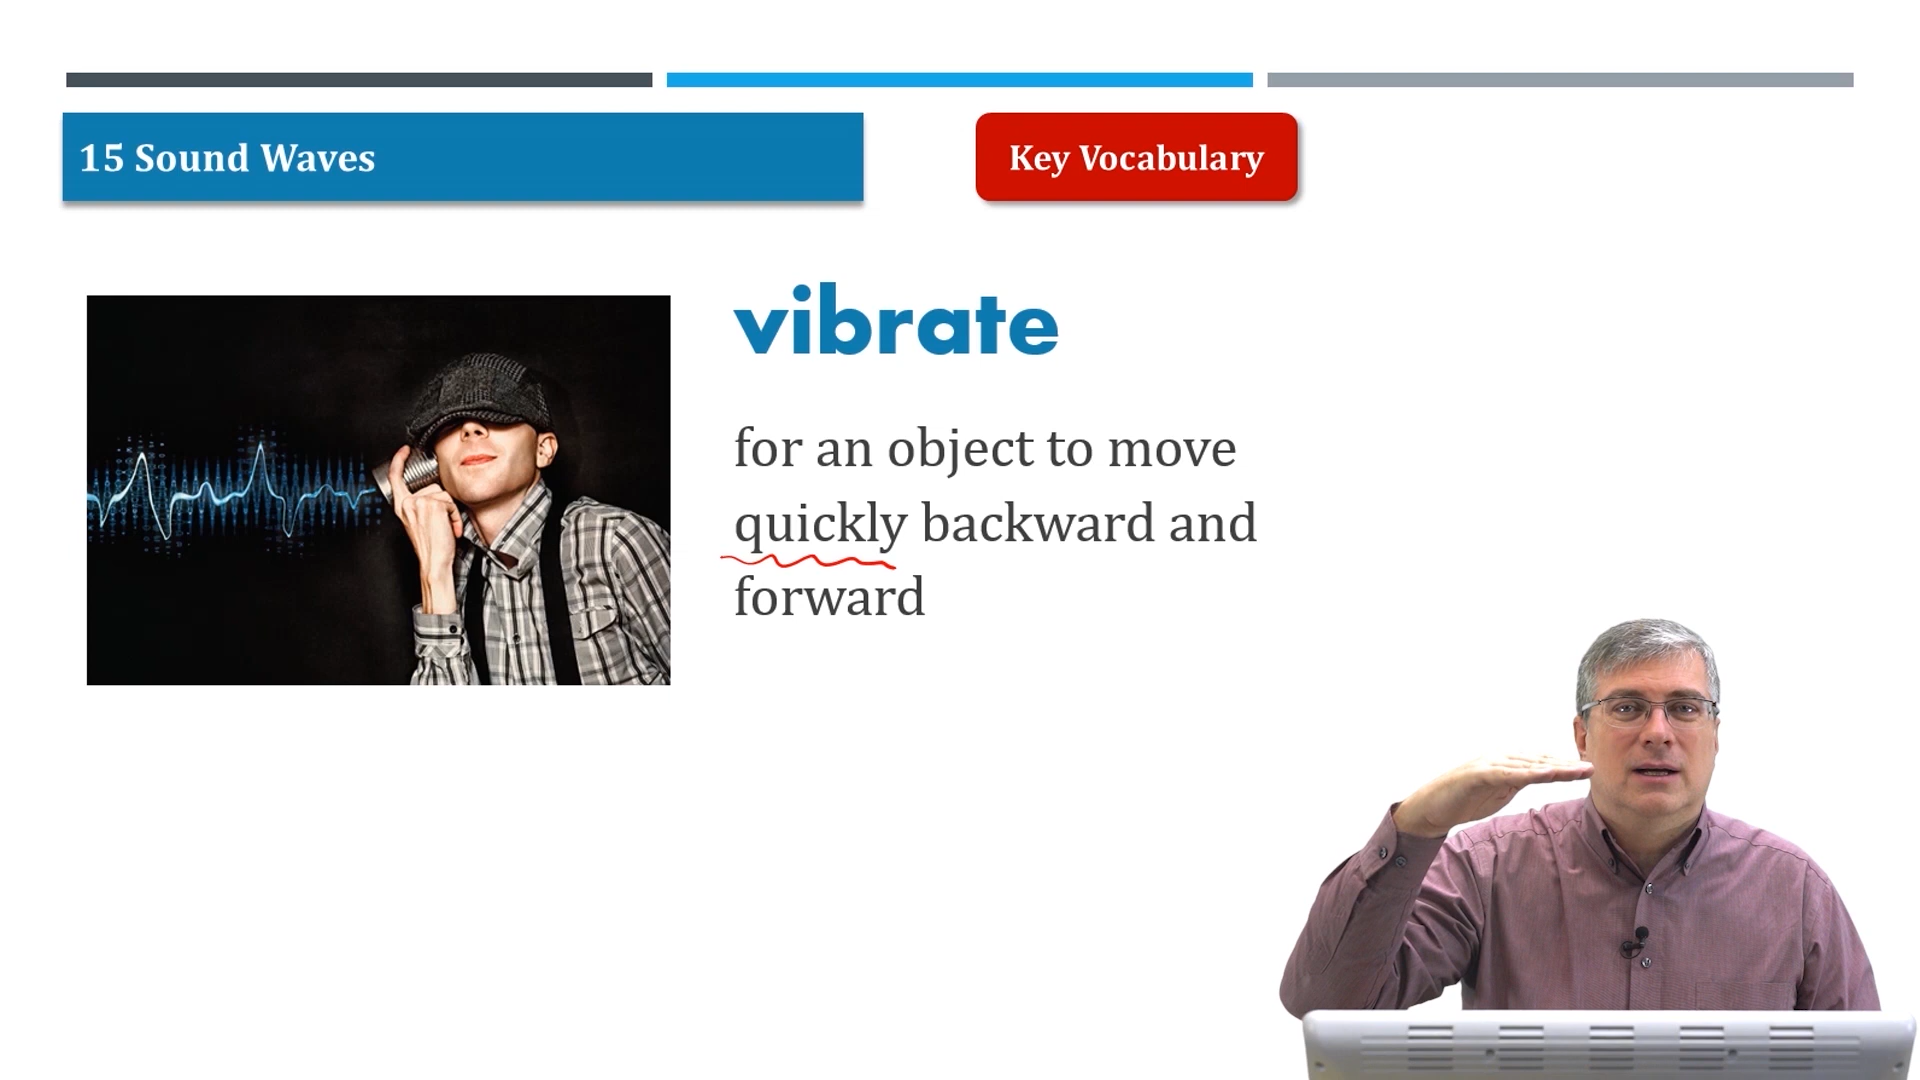 15 Sound Waves
Key Vocabulary
vibrate
for an object to move
quickly backward and
forward